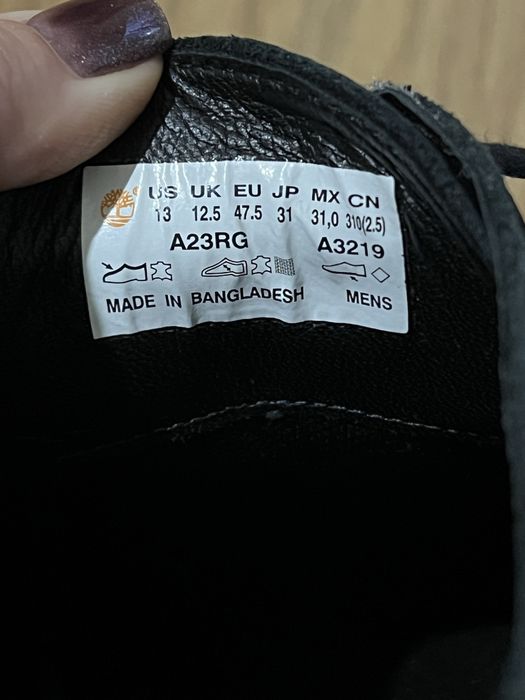 US UK EU JP MX CN
13 12.5 47.5 31 31,0 310(2.5)
A23RG A3219
MADE IN BANGLADESH MENS